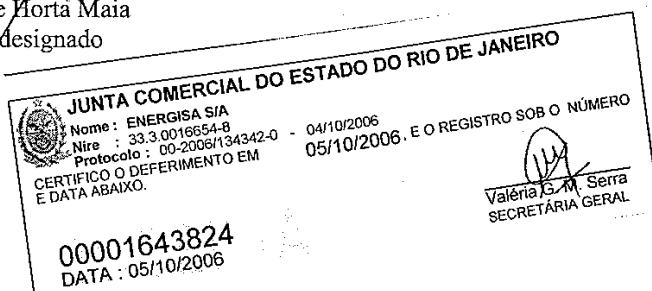 e Horta Maia
designado
JUNTA COMERCIAL DO ESTADO DO RIO DE JANEIRO
Nome : ENERGISA S/A
Nire : 33.3.0016654-8
Protocolo : 00-2006/134342-0 - 04/10/2006
CERTIFICO O DEFERIMENTO EM 05/10/2006. E O REGISTRO SOB O NÚMERO
E DATA ABAIXO.
Valéria G. M. Serra
SECRETÁRIA GERAL
00001643824
DATA : 05/10/2006